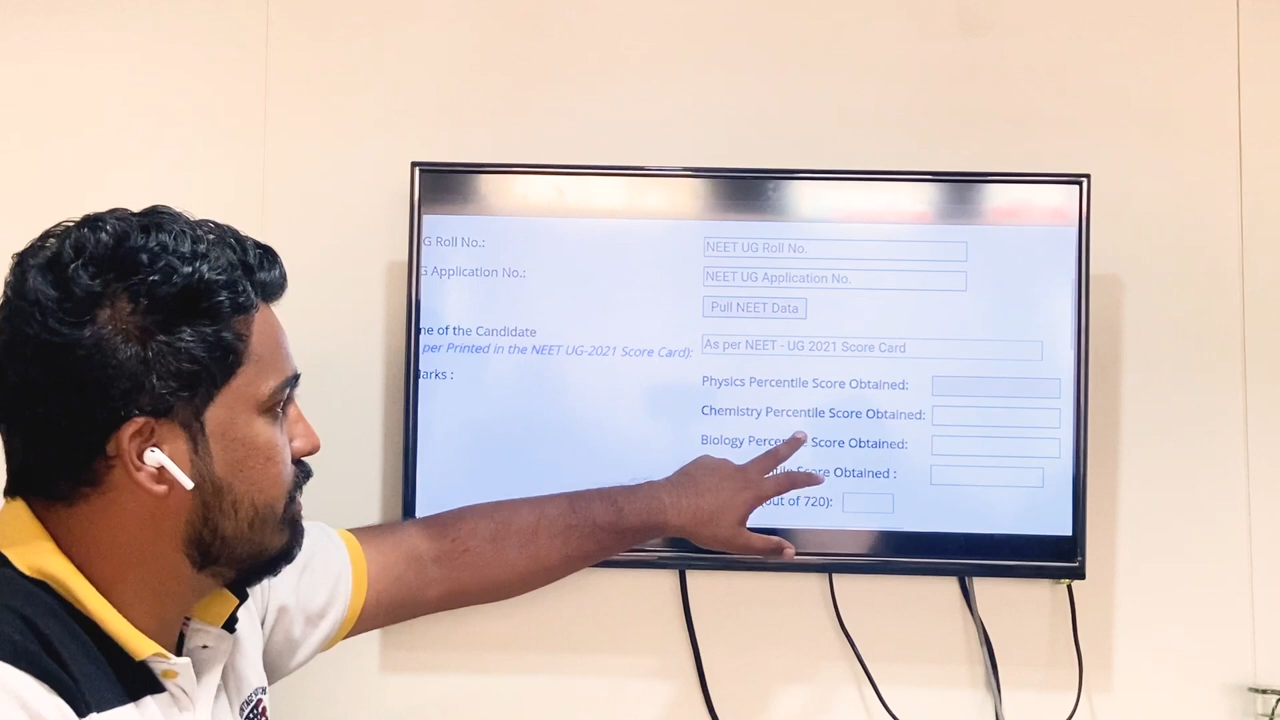 G Roll No.: NEET UG Roll No.
G Application No.: NEET UG Application No.
Pull NEET Data
me of the Candidate
per Printed in the NEET UG-2021 Score Card): As per NEET - UG 2021 Score Card
Marks : Physics Percentile Score Obtained:
Chemistry Percentile Score Obtained:
Biology Score Obtained:
Score Obtained :
(out of 720):